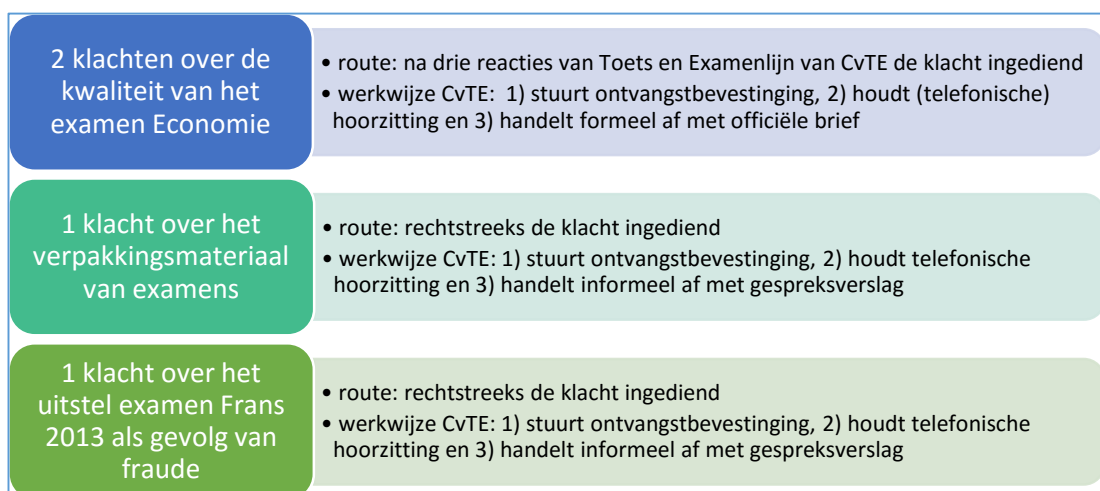 2 klachten over de
kwaliteit van het
examen Economie
• route: na drie reacties van Toets en Examenlijn van CvTE de klacht ingediend
• werkwijze CvTE: 1) stuurt ontvangstbevestinging, 2) houdt (telefonische)
hoorzitting en 3) handelt formeel af met officiële brief
1 klacht over het
verpakkingsmateriaal
van examens
• route: rechtstreeks de klacht ingediend
• werkwijze CvTE: 1) stuurt ontvangstbevestinging, 2) houdt telefonische
hoorzitting en 3) handelt informeel af met gespreksverslag
1 klacht over het
uitstel examen Frans
2013 als gevolg van
fraude
• route: rechtstreeks de klacht ingediend
• werkwijze CvTE: 1) stuurt ontvangstbevestinging, 2) houdt telefonische
hoorzitting en 3) handelt informeel af met gespreksverslag